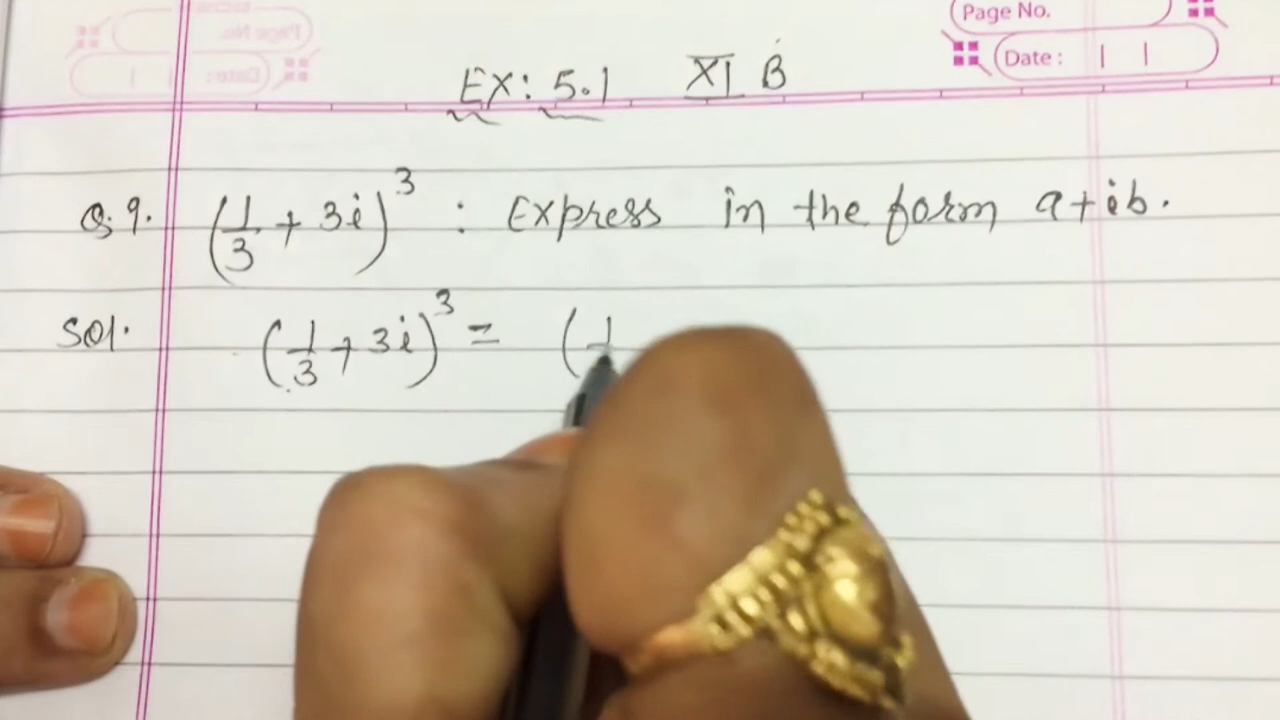 Page No.
Date :
EX: 5.1 XI B
Q.9. (1/3 + 3i)^3 : Express in the form a+ib.
Sol. (1/3 + 3i)^3 = (1